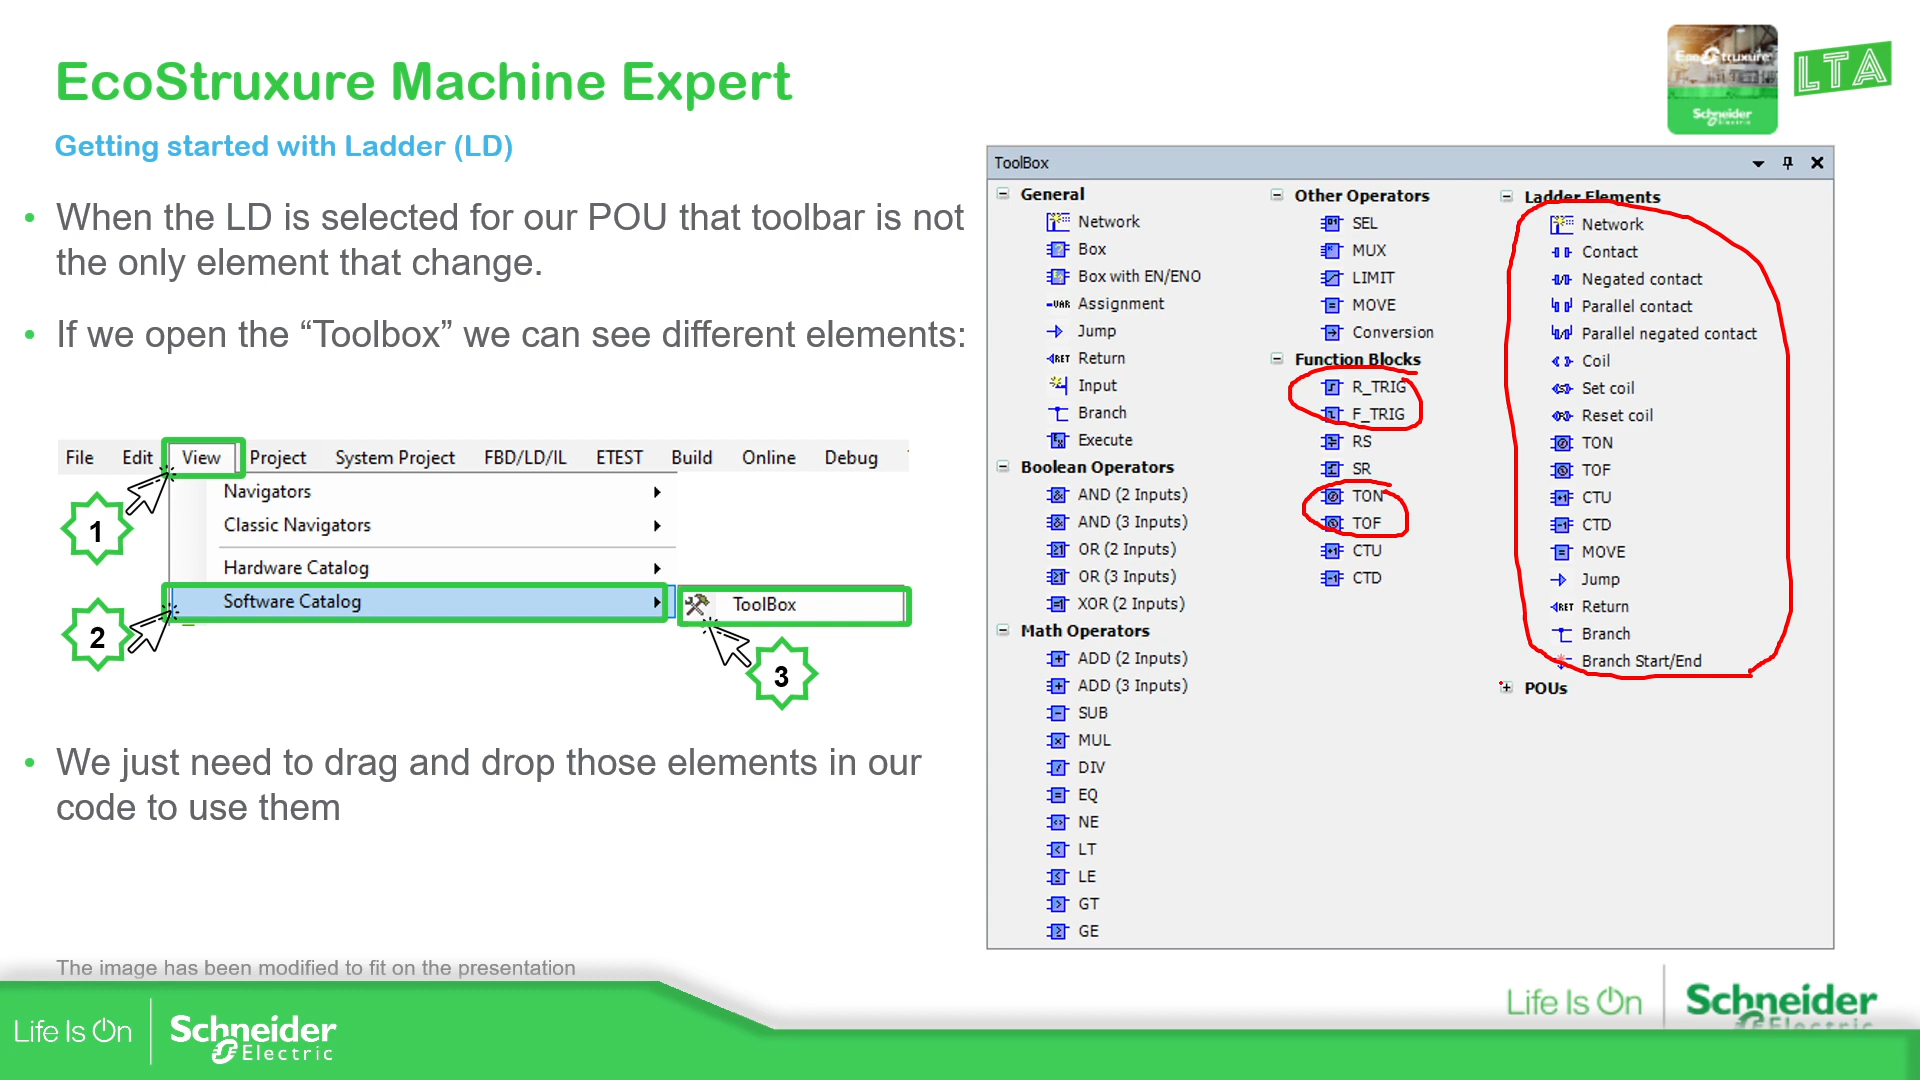 EcoStruxure Machine Expert
Getting started with Ladder (LD)
• When the LD is selected for our POU that toolbar is not
the only element that change.
• If we open the “Toolbox” we can see different elements:
File Edit View Project System Project FBD/LD/IL ETEST Build Online Debug
Navigators
Classic Navigators
Hardware Catalog
Software Catalog
ToolBox
1
2
3
• We just need to drag and drop those elements in our
code to use them
The image has been modified to fit on the presentation
ToolBox
General
Network
Box
Box with EN/ENO
Assignment
Jump
Return
Input
Branch
Execute
Boolean Operators
AND (2 Inputs)
AND (3 Inputs)
OR (2 Inputs)
OR (3 Inputs)
XOR (2 Inputs)
Math Operators
ADD (2 Inputs)
ADD (3 Inputs)
SUB
MUL
DIV
EQ
NE
LT
LE
GT
GE
Other Operators
SEL
MUX
LIMIT
MOVE
Conversion
Function Blocks
R_TRIG
F_TRIG
RS
SR
TON
TOF
CTU
CTD
Ladder Elements
Network
Contact
Negated contact
Parallel contact
Parallel negated contact
Coil
Set coil
Reset coil
TON
TOF
CTU
CTD
MOVE
Jump
Return
Branch
Branch Start/End
POUs
EcoStruxure
Schneider
Electric
LTA
Life Is On
Schneider
Electric
Life Is On
Schneider
Electric